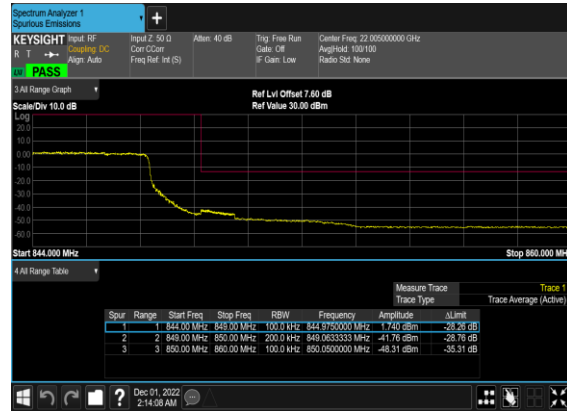 Spectrum Analyzer 1
Spurious Emissions
+
KEYSIGHT Input: RF Input Z: 50 Ω Atten: 40 dB Trig: Free Run Center Freq: 22.005000000 GHz
R T Coupling: DC Corr CCorr Gate: Off Avg|Hold: 100/100
Align: Auto Freq Ref: Int (S) IF Gain: Low Radio Std: None
LW PASS
3 All Range Graph
Ref Lvl Offset 7.60 dB
Scale/Div 10.0 dB Ref Value 30.00 dBm
Log
20.0
10.0
0.00
-10.0
-20.0
-30.0
-40.0
-50.0
-60.0
Start 844.000 MHz Stop 860.000 MH
4 All Range Table
Measure Trace Trace 1
Trace Type Trace Average (Active)
Spur Range Start Freq Stop Freq RBW Frequency Amplitude ΔLimit
1 1 844.00 MHz 849.00 MHz 100.0 kHz 844.9750000 MHz 1.740 dBm -28.26 dB
2 2 849.00 MHz 850.00 MHz 200.0 kHz 849.0633333 MHz -41.76 dBm -28.76 dB
3 3 850.00 MHz 860.00 MHz 100.0 kHz 850.0500000 MHz -48.31 dBm -35.31 dB
? Dec 01, 2022
2:14:08 AM